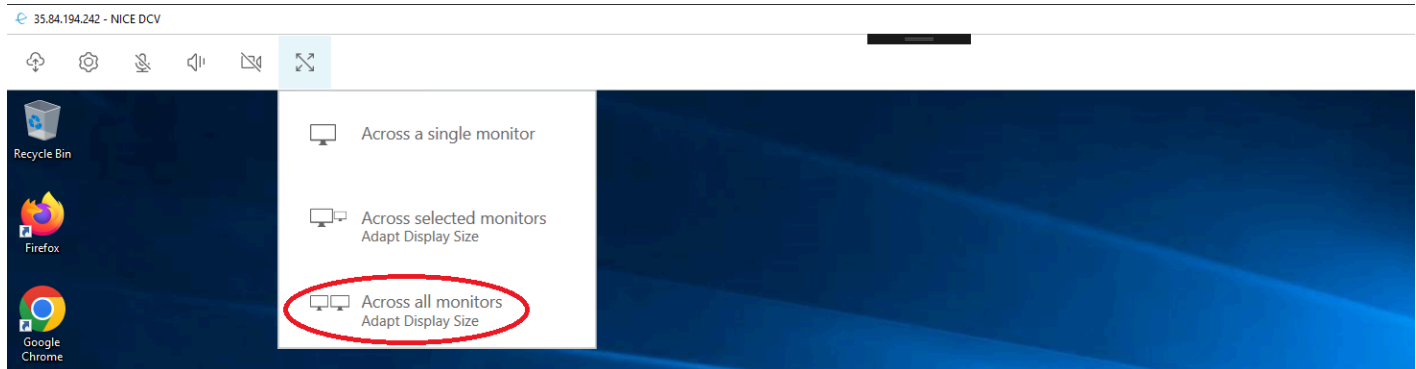 35.84.194.242 - NICE DCV
Recycle Bin
Across a single monitor
Firefox
Across selected monitors
Adapt Display Size
Across all monitors
Adapt Display Size
Google
Chrome